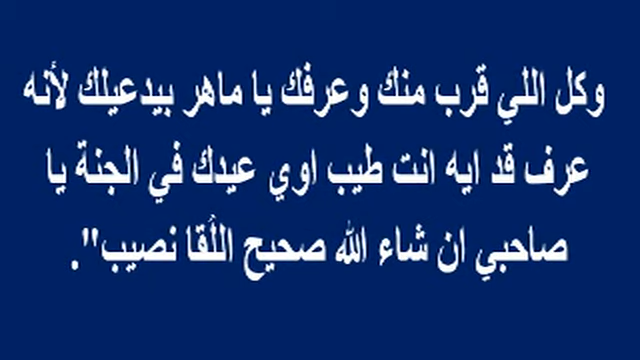 وكل اللي قرب منك وعرفك يا ماهر بيدعيلك لأنه
عرف قد ايه انت طيب اوي عيدك في الجنة يا
صاحبي ان شاء الله صحيح اللُقا نصيب".